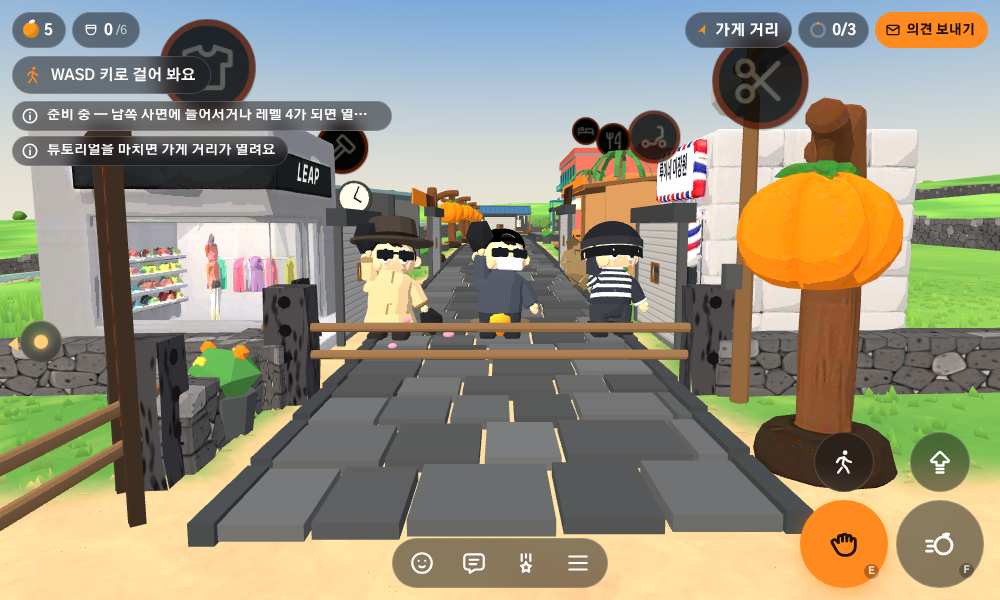 5
0/6
가게 거리
0/3
의견 보내기
WASD 키로 걸어 봐요
준비 중 — 남쪽 사면에 들어서거나 레벨 4가 되면 열…
튜토리얼을 마치면 가게 거리가 열려요
LEAP
E
F